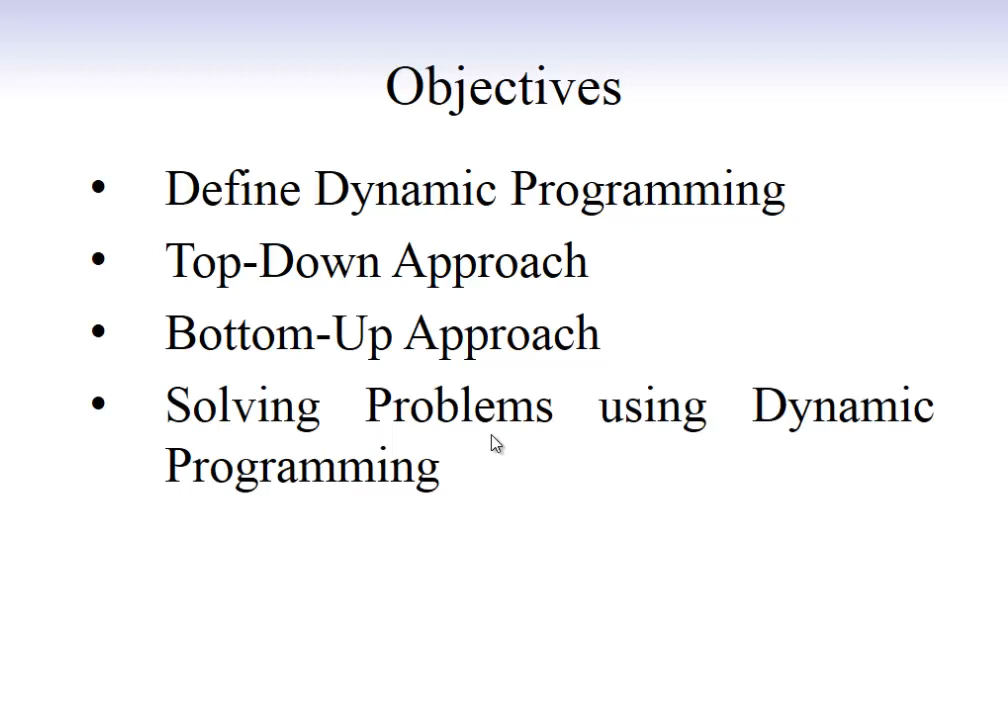 Objectives
• Define Dynamic Programming
• Top-Down Approach
• Bottom-Up Approach
• Solving Problems using Dynamic
Programming